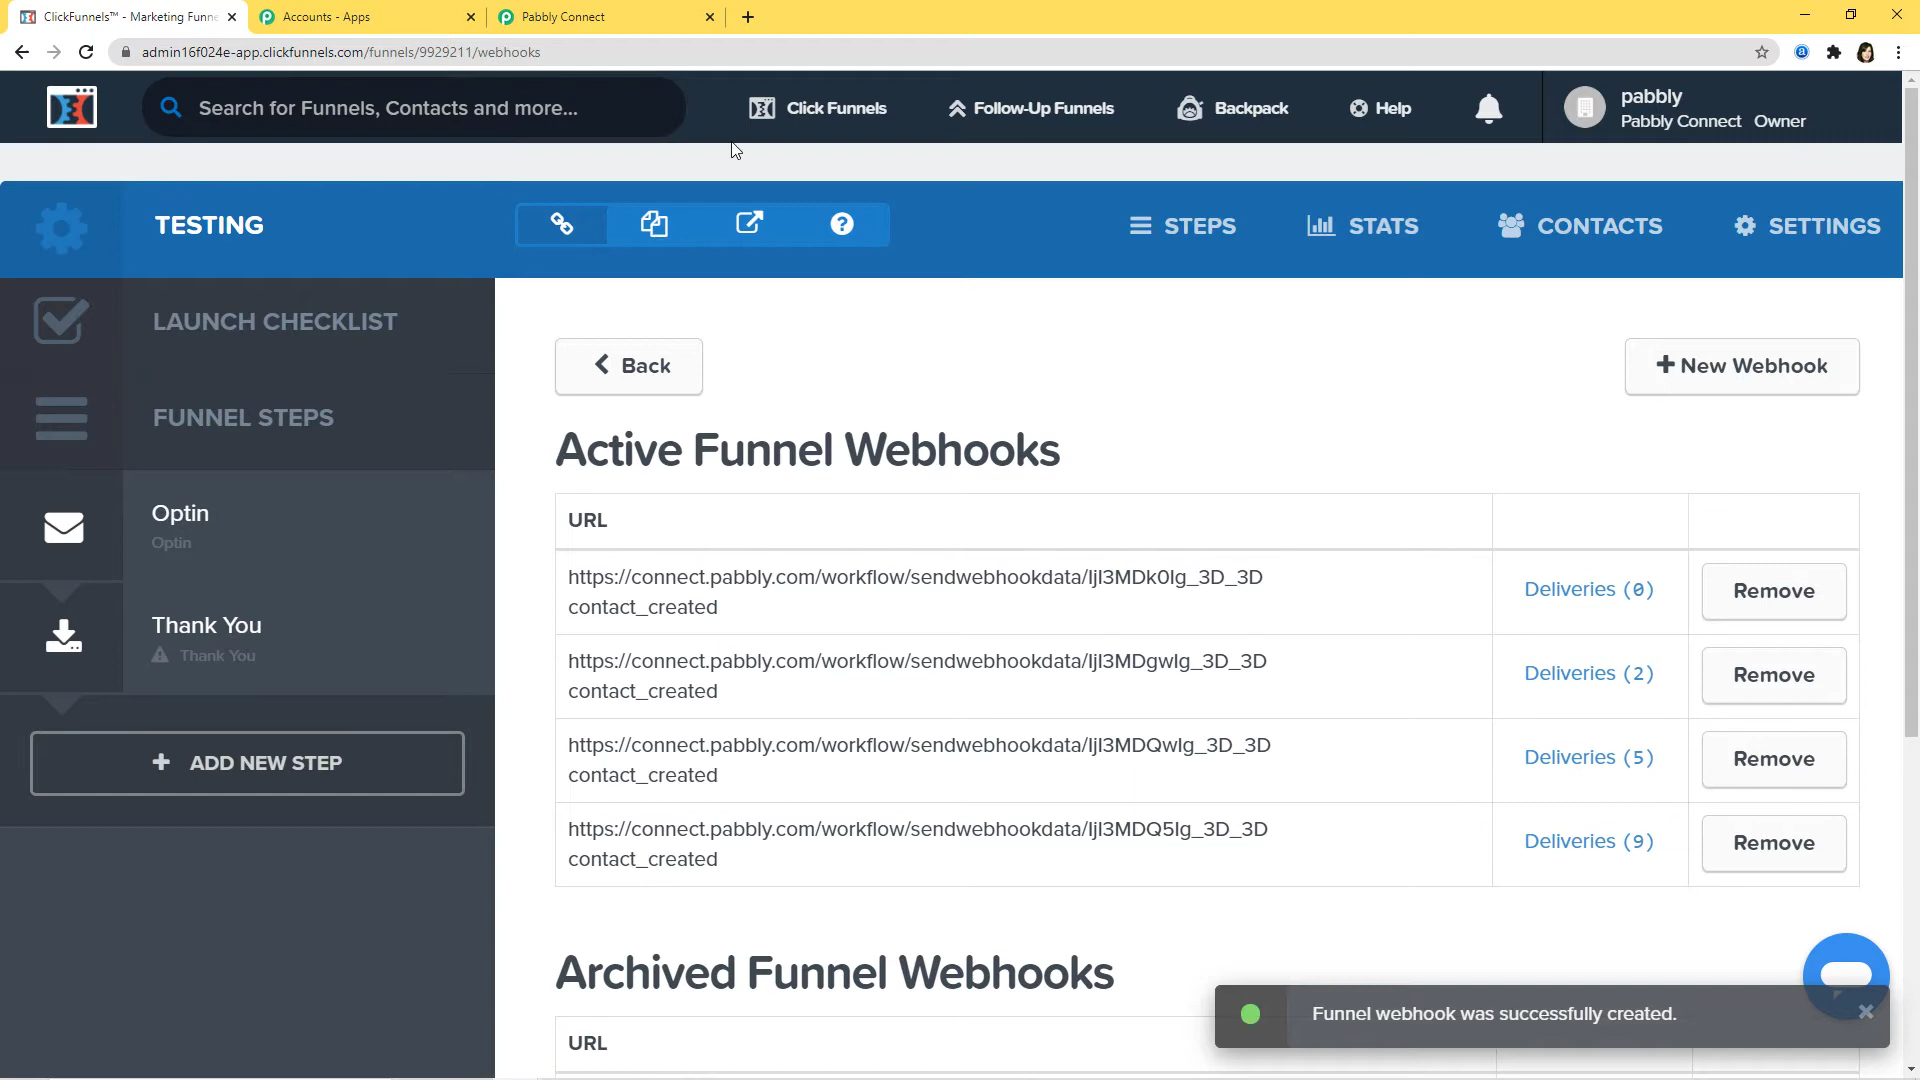 ClickFunnels™ - Marketing Funne
Accounts - Apps
Pabbly Connect
admin16f024e-app.clickfunnels.com/funnels/9929211/webhooks
Search for Funnels, Contacts and more...
Click Funnels
Follow-Up Funnels
Backpack
Help
pabbly
Pabbly Connect Owner
TESTING
STEPS
STATS
CONTACTS
SETTINGS
LAUNCH CHECKLIST
FUNNEL STEPS
Optin
Optin
Thank You
Thank You
+ ADD NEW STEP
Back
+ New Webhook
Active Funnel Webhooks
URL
https://connect.pabbly.com/workflow/sendwebhookdata/IjI3MDk0Ig_3D_3D
contact_created
Deliveries (0)
Remove
https://connect.pabbly.com/workflow/sendwebhookdata/IjI3MDgwIg_3D_3D
contact_created
Deliveries (2)
Remove
https://connect.pabbly.com/workflow/sendwebhookdata/IjI3MDQwIg_3D_3D
contact_created
Deliveries (5)
Remove
https://connect.pabbly.com/workflow/sendwebhookdata/IjI3MDQ5Ig_3D_3D
contact_created
Deliveries (9)
Remove
Archived Funnel Webhooks
URL
Funnel webhook was successfully created.